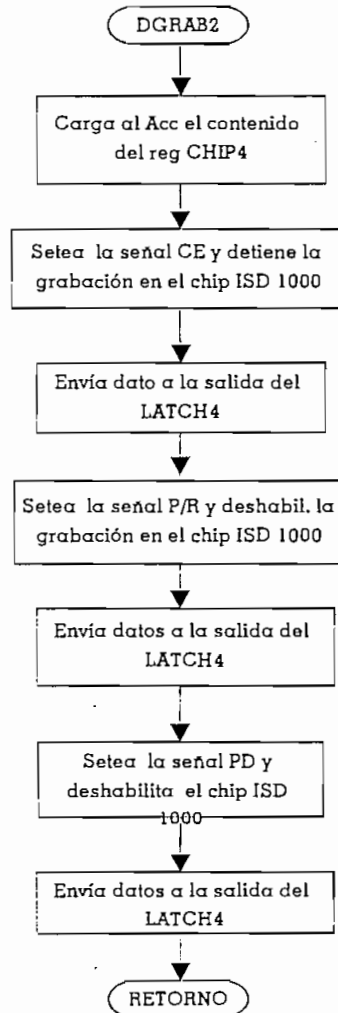 DGRAB2
Carga al Acc el contenido
del reg CHIP4
Setea la señal CE y detiene la
grabación en el chip ISD 1000
Envía dato a la salida del
LATCH4
Setea la señal P/R y deshabil. la
grabación en el chip ISD 1000
Envía datos a la salida del
LATCH4
Setea la señal PD y
deshabilita el chip ISD
1000
Envía datos a la salida del
LATCH4
RETORNO